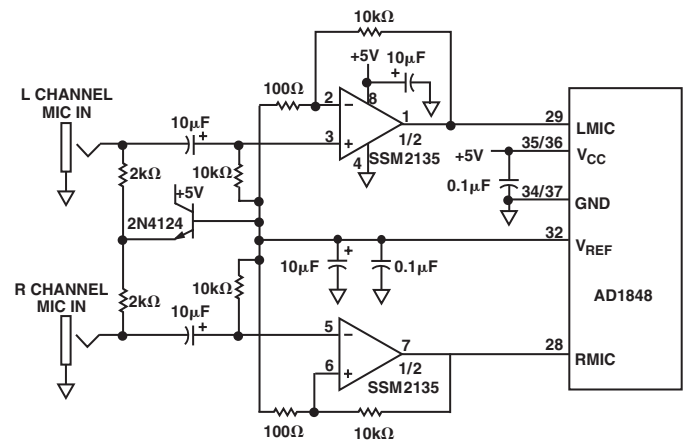 10kΩ
+5V
10µF
+
L CHANNEL
MIC IN
100Ω
2
−
8
1
10µF
+
3
+
4
1/2
SSM2135
29
LMIC
35/36
+5V
VCC
0.1µF
34/37
GND
2kΩ
10kΩ
+5V
2N4124
32
VREF
10µF
+
0.1µF
AD1848
R CHANNEL
MIC IN
2kΩ
10kΩ
10µF
+
5
−
7
6
+
1/2
SSM2135
28
RMIC
100Ω
10kΩ